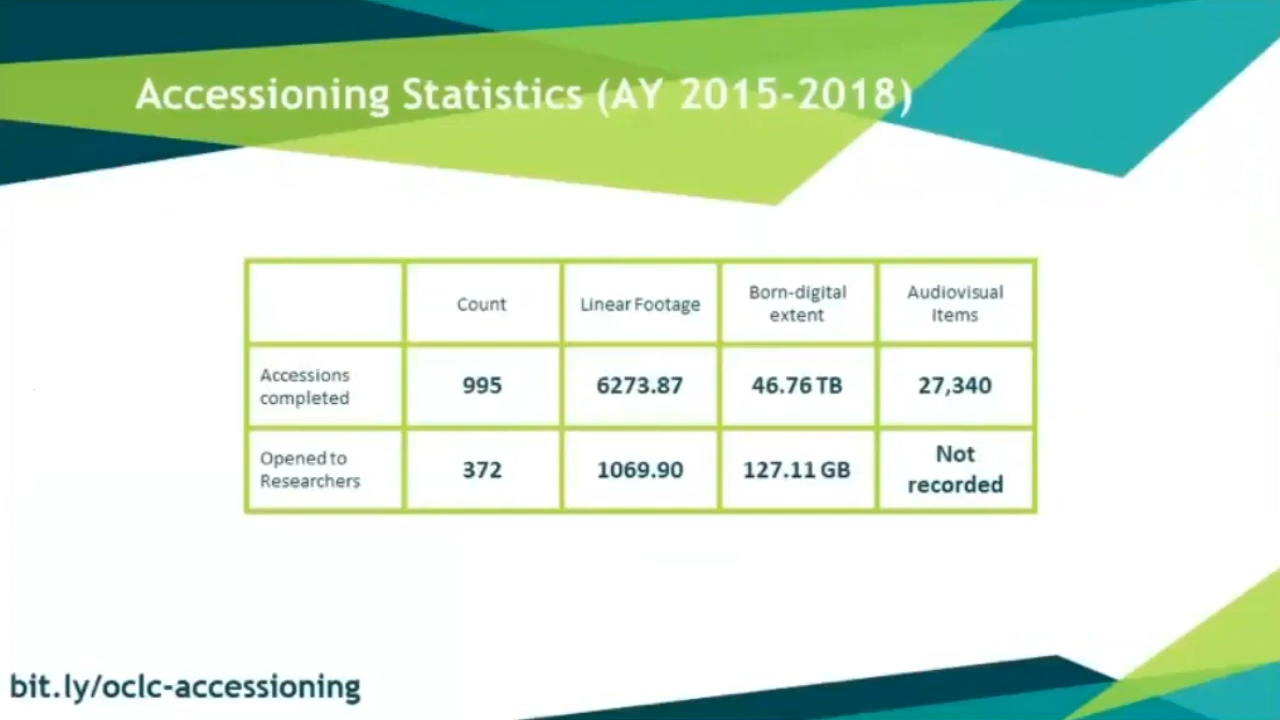 Accessioning Statistics (AY 2015-2018)
Count
Linear Footage
Born-digital
extent
Audiovisual
Items
Accessions
completed
995
6273.87
46.76 TB
27,340
Opened to
Researchers
372
1069.90
127.11 GB
Not
recorded
bit.ly/oclc-accessioning